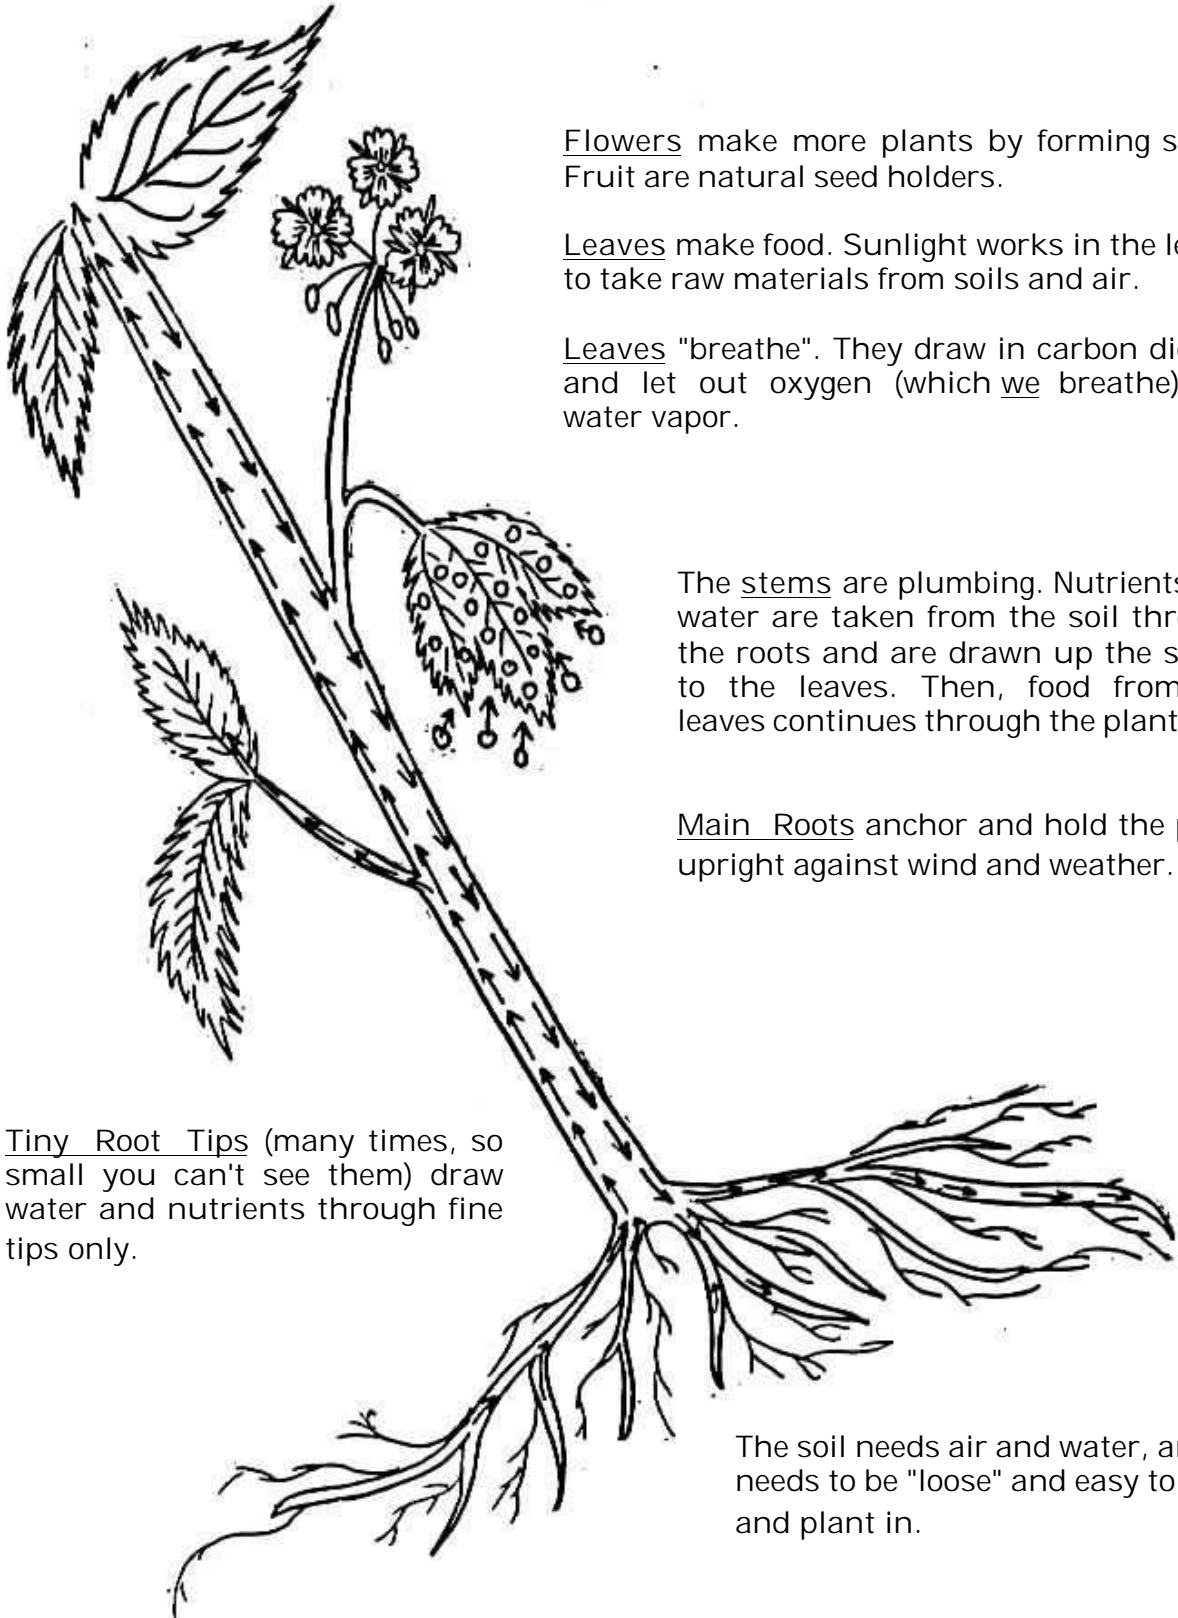 Flowers make more plants by forming s
Fruit are natural seed holders.
Leaves make food. Sunlight works in the le
to take raw materials from soils and air.
Leaves "breathe". They draw in carbon di
and let out oxygen (which we breathe)
water vapor.
The stems are plumbing. Nutrients
water are taken from the soil thr
the roots and are drawn up the s
to the leaves. Then, food from
leaves continues through the plant
Main Roots anchor and hold the p
upright against wind and weather.
Tiny Root Tips (many times, so
small you can't see them) draw
water and nutrients through fine
tips only.
The soil needs air and water, a
needs to be "loose" and easy to
and plant in.